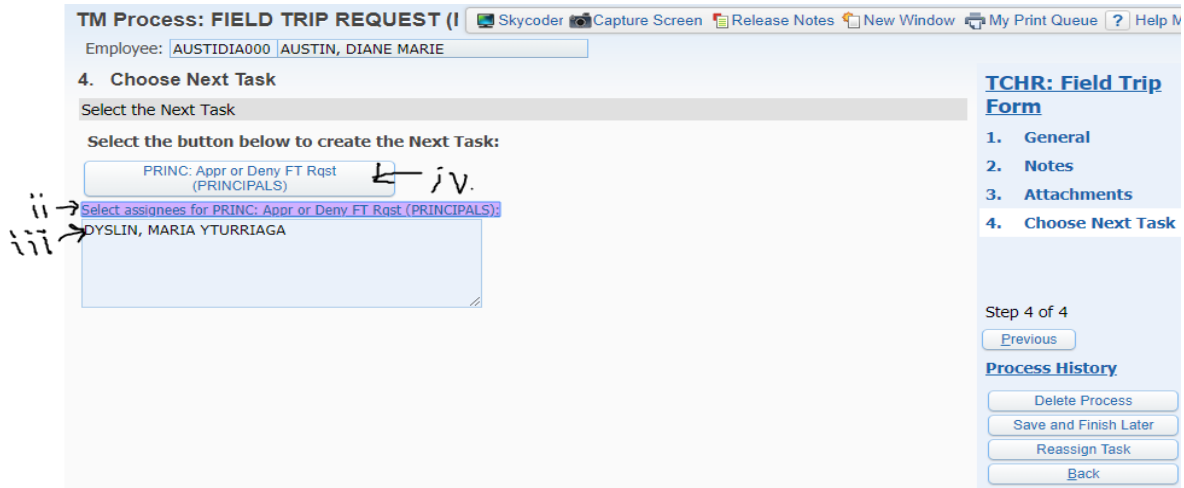 TM Process: FIELD TRIP REQUEST (I
Skycoder Capture Screen Release Notes New Window My Print Queue ? Help M
Employee: AUSTIDIA000 AUSTIN, DIANE MARIE
4. Choose Next Task
Select the Next Task
Select the button below to create the Next Task:
PRINC: Appr or Deny FT Rqst
(PRINCIPALS)
iv.
ii
Select assignees for PRINC: Appr or Deny FT Rqst (PRINCIPALS):
iii
DYSLIN, MARIA YTURRIAGA
TCHR: Field Trip
Form
1. General
2. Notes
3. Attachments
4. Choose Next Task
Step 4 of 4
Previous
Process History
Delete Process
Save and Finish Later
Reassign Task
Back